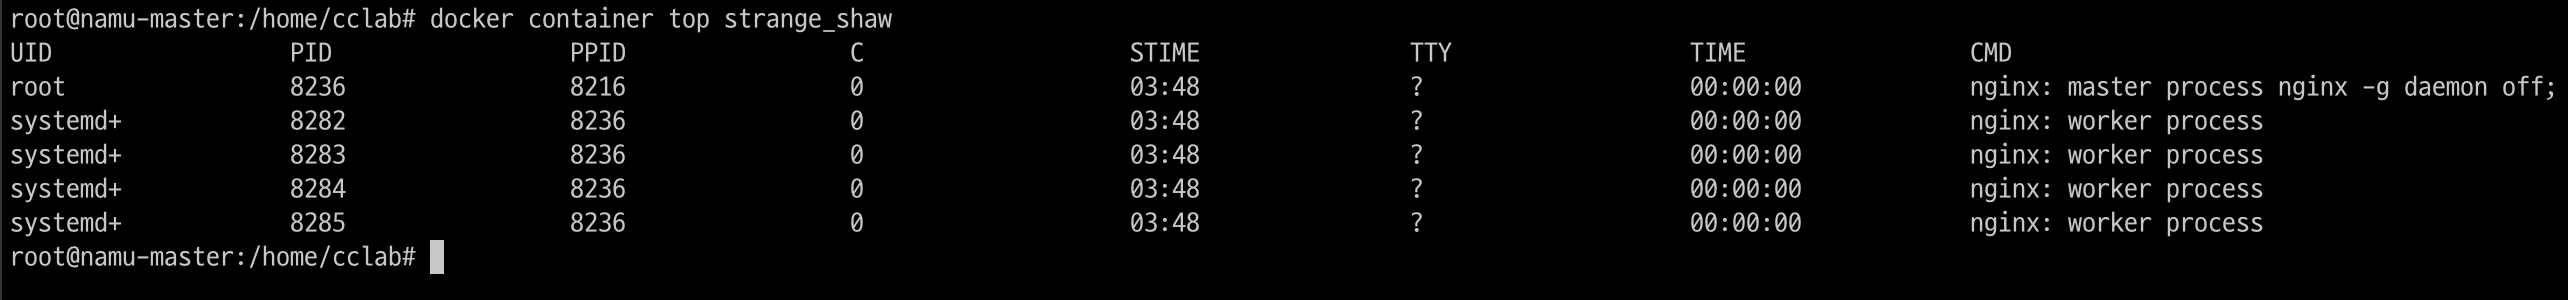 root@namu-master:/home/cclab# docker container top strange_shaw
UID PID PPID C STIME TTY TIME CMD
root 8236 8216 0 03:48 ? 00:00:00 nginx: master process nginx -g daemon off;
systemd+ 8282 8236 0 03:48 ? 00:00:00 nginx: worker process
systemd+ 8283 8236 0 03:48 ? 00:00:00 nginx: worker process
systemd+ 8284 8236 0 03:48 ? 00:00:00 nginx: worker process
systemd+ 8285 8236 0 03:48 ? 00:00:00 nginx: worker process
root@namu-master:/home/cclab#